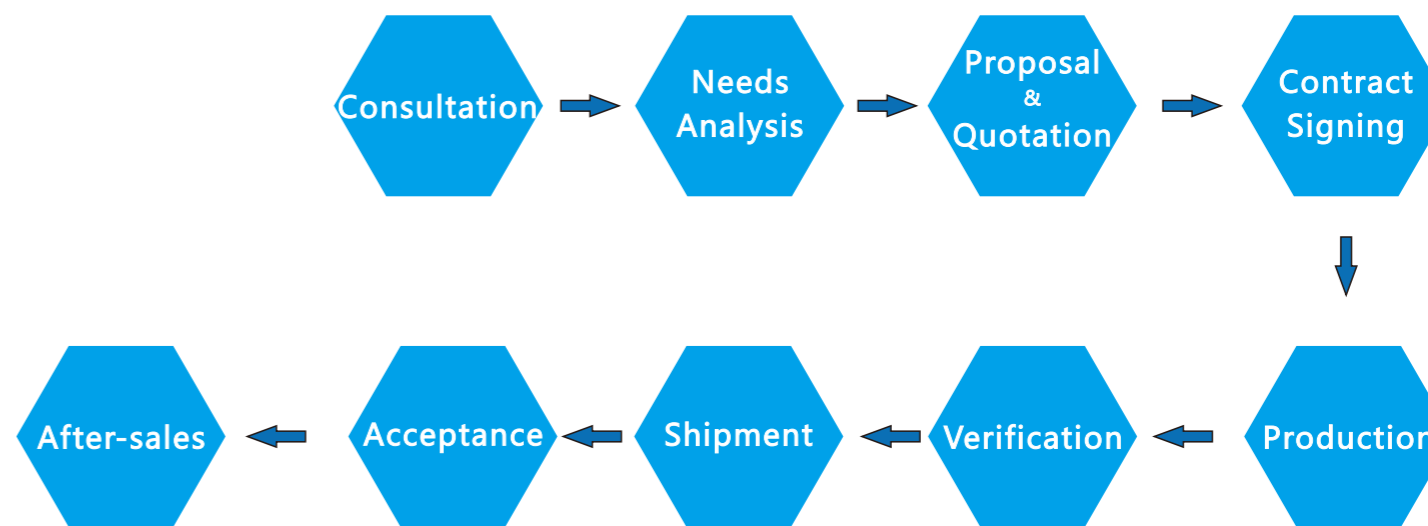 Consultation
Needs
Analysis
Proposal
&
Quotation
Contract
Signing
After-sales
Acceptance
Shipment
Verification
Production